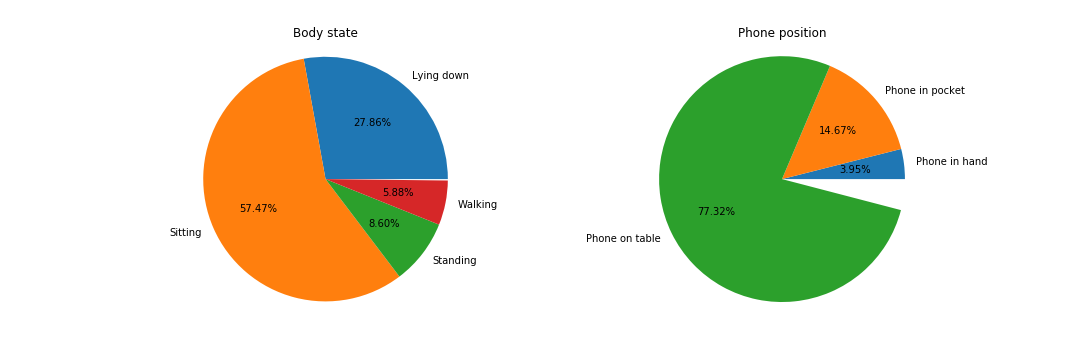 Body state
Lying down
27.86%
57.47%
5.88%
Walking
8.60%
Sitting
Standing
Phone position
Phone in pocket
14.67%
Phone in hand
3.95%
77.32%
Phone on table